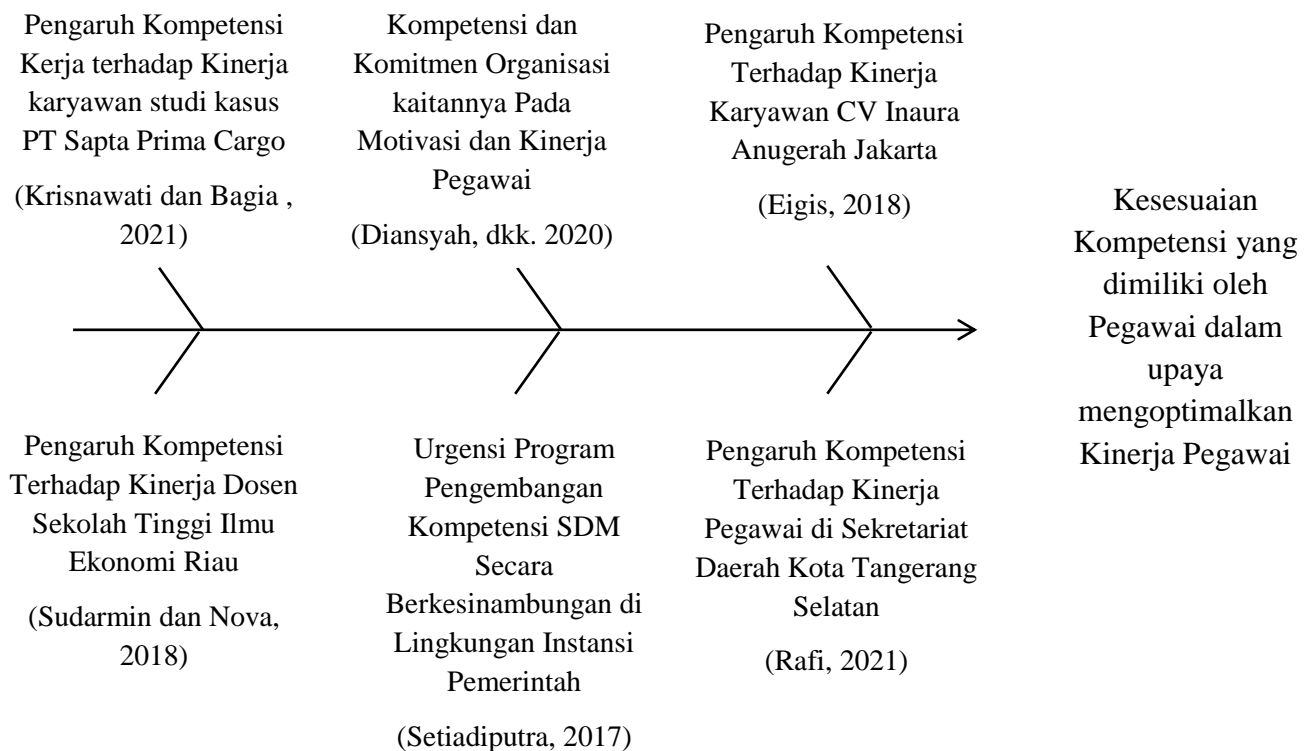 Pengaruh Kompetensi
Kerja terhadap Kinerja
karyawan studi kasus
PT Sapta Prima Cargo
(Krisnawati dan Bagia ,
2021)
Kompetensi dan
Komitmen Organisasi
kaitannya Pada
Motivasi dan Kinerja
Pegawai
(Diansyah, dkk. 2020)
Pengaruh Kompetensi
Terhadap Kinerja
Karyawan CV Inaura
Anugerah Jakarta
(Eigis, 2018)
Kesesuaian
Kompetensi yang
dimiliki oleh
Pegawai dalam
upaya
mengoptimalkan
Kinerja Pegawai
Pengaruh Kompetensi
Terhadap Kinerja Dosen
Sekolah Tinggi Ilmu
Ekonomi Riau
(Sudarmin dan Nova,
2018)
Urgensi Program
Pengembangan
Kompetensi SDM
Secara
Berkesinambungan di
Lingkungan Instansi
Pemerintah
(Setiadiputra, 2017)
Pengaruh Kompetensi
Terhadap Kinerja
Pegawai di Sekretariat
Daerah Kota Tangerang
Selatan
(Rafi, 2021)